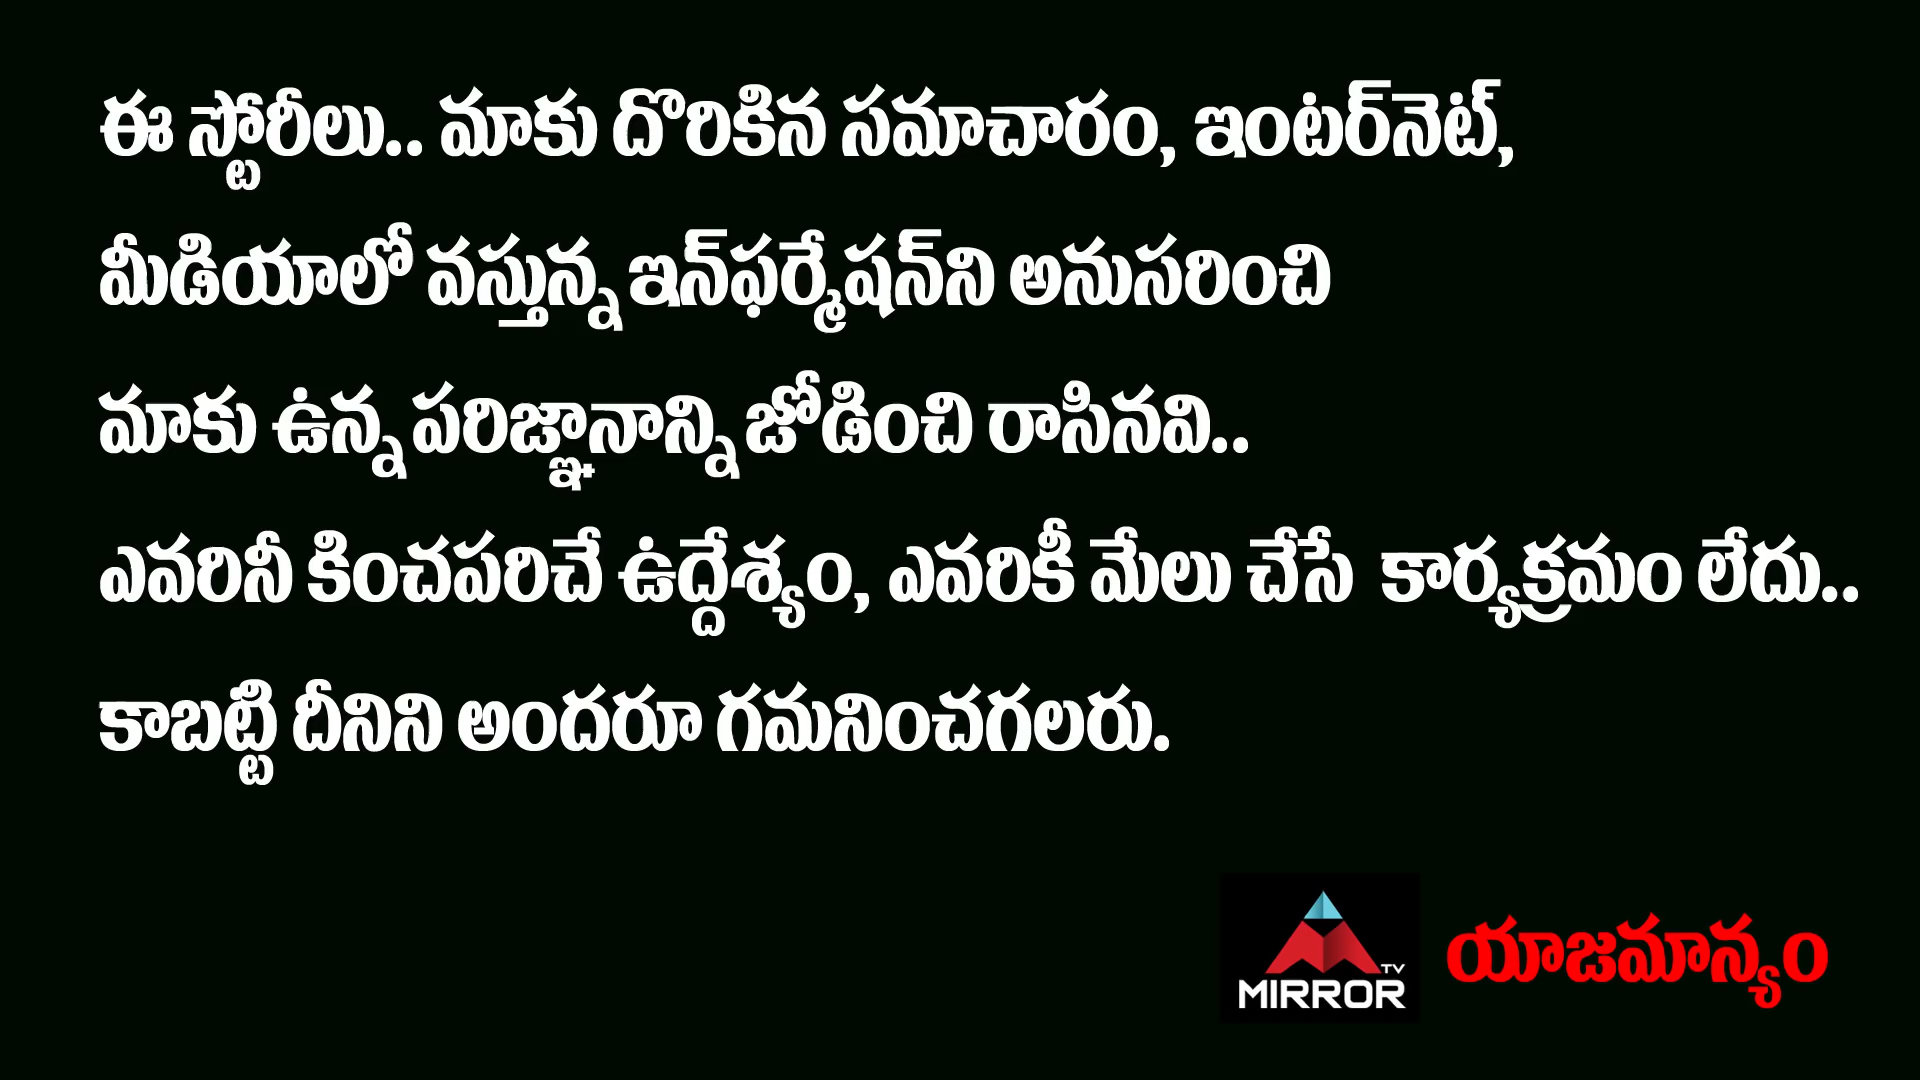 ఈ స్టోరీలు.. మాకు దొరికిన సమాచారం, ఇంటర్‌నెట్,
మీడియాలో వస్తున్న ఇన్‌ఫర్మేషన్‌ని అనుసరించి
మాకు ఉన్న పరిజ్ఞానాన్ని జోడించి రాసినవి..
ఎవరినీ కించపరిచే ఉద్దేశ్యం, ఎవరికీ మేలు చేసే కార్యక్రమం లేదు..
కాబట్టి దీనిని అందరూ గమనించగలరు.
TV
MIRROR
యాజమాన్యం